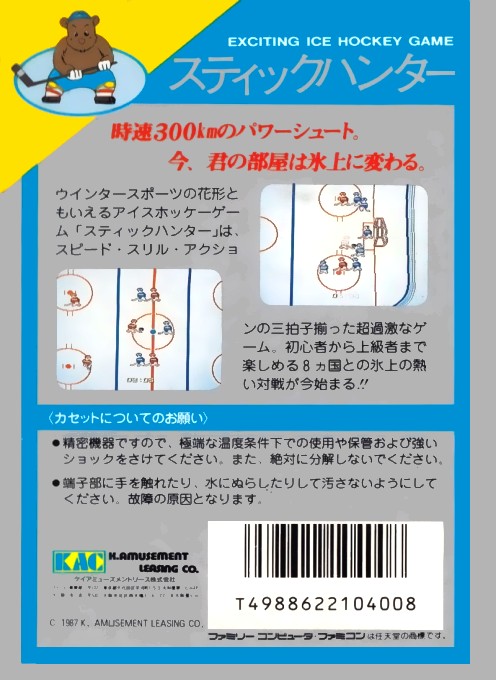 EXCITING ICE HOCKEY GAME
スティックハンター
時速300kmのパワーシュート。
今、君の部屋は氷上に変わる。
ウインタースポーツの花形と
もいえるアイスホッケーゲー
ム「スティックハンター」は、
スピード・スリル・アクショ
ンの三拍子揃った超過激なゲ
ーム。初心者から上級者まで
楽しめる8ヵ国との氷上の熱
い対戦が今始まる!!
〈カセットについてのお願い〉
●精密機器ですので、極端な温度条件下での使用や保管および強い
ショックをさけてください。また、絶対に分解しないでください。
●端子部に手を触れたり、水にぬらしたりして汚さないようにして
ください。故障の原因となります。
KAC K.AMUSEMENT
LEASING CO.
ケイアミューズメントリース株式会社
© 1987 K. AMUSEMENT LEASING CO.
T4988622104008
ファミリーコンピュータ・ファミコンは任天堂の商標です。